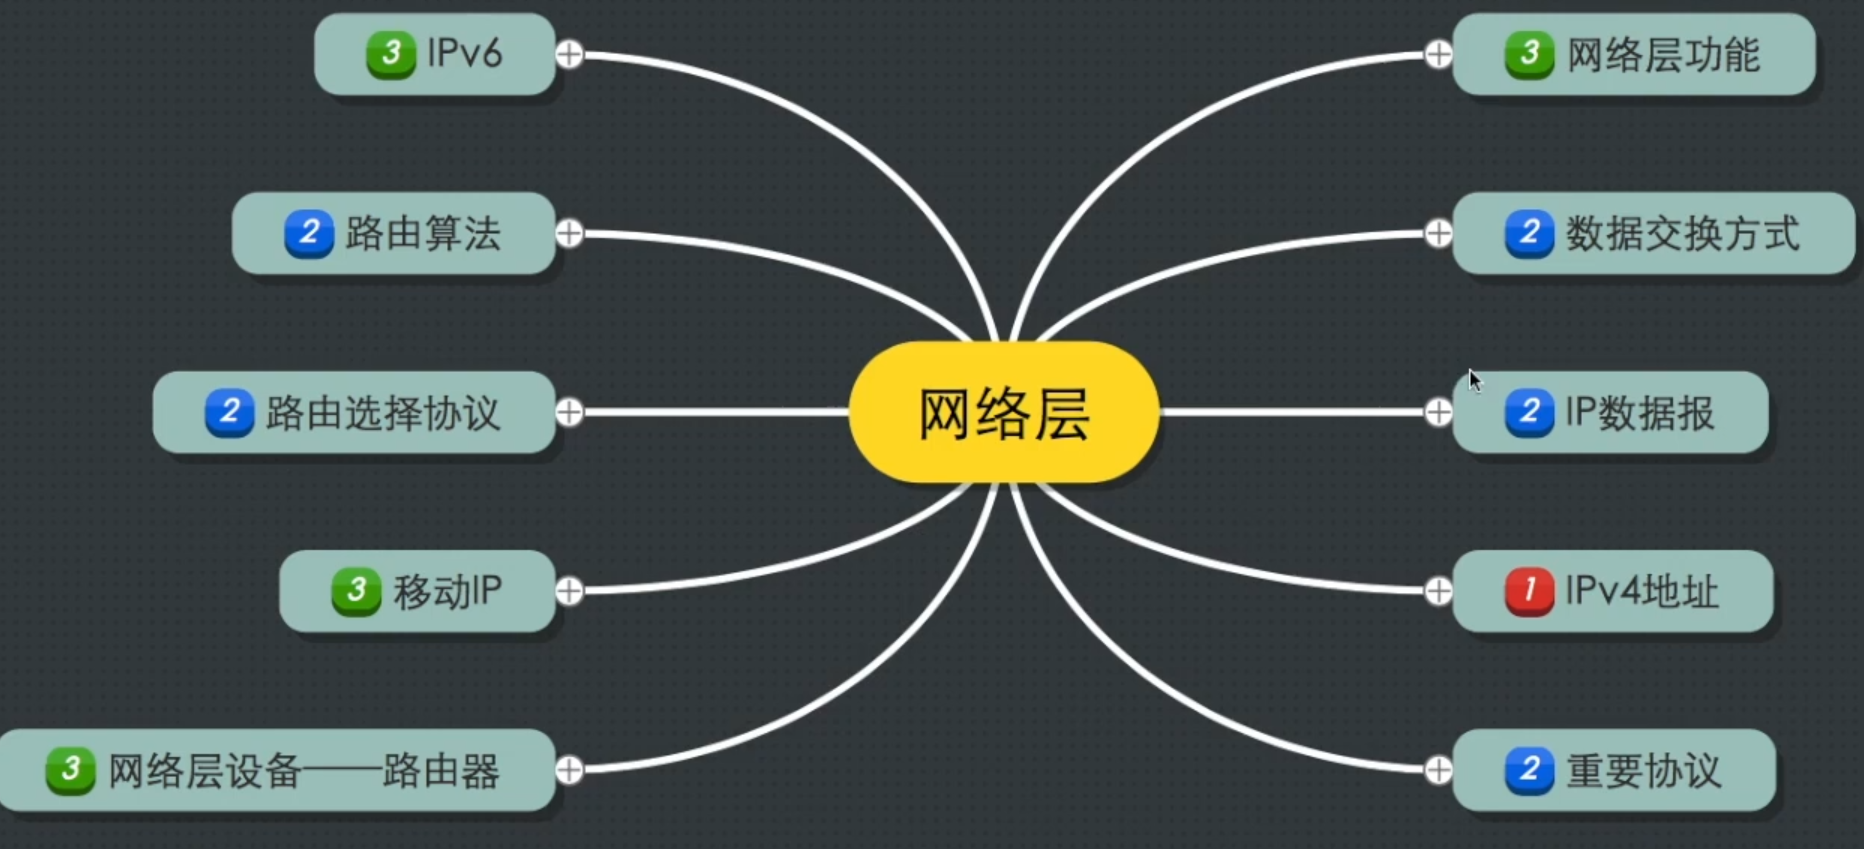 3 IPv6
2 路由算法
2 路由选择协议
3 移动IP
3 网络层设备——路由器
网络层
3 网络层功能
2 数据交换方式
2 IP数据报
1 IPv4地址
2 重要协议